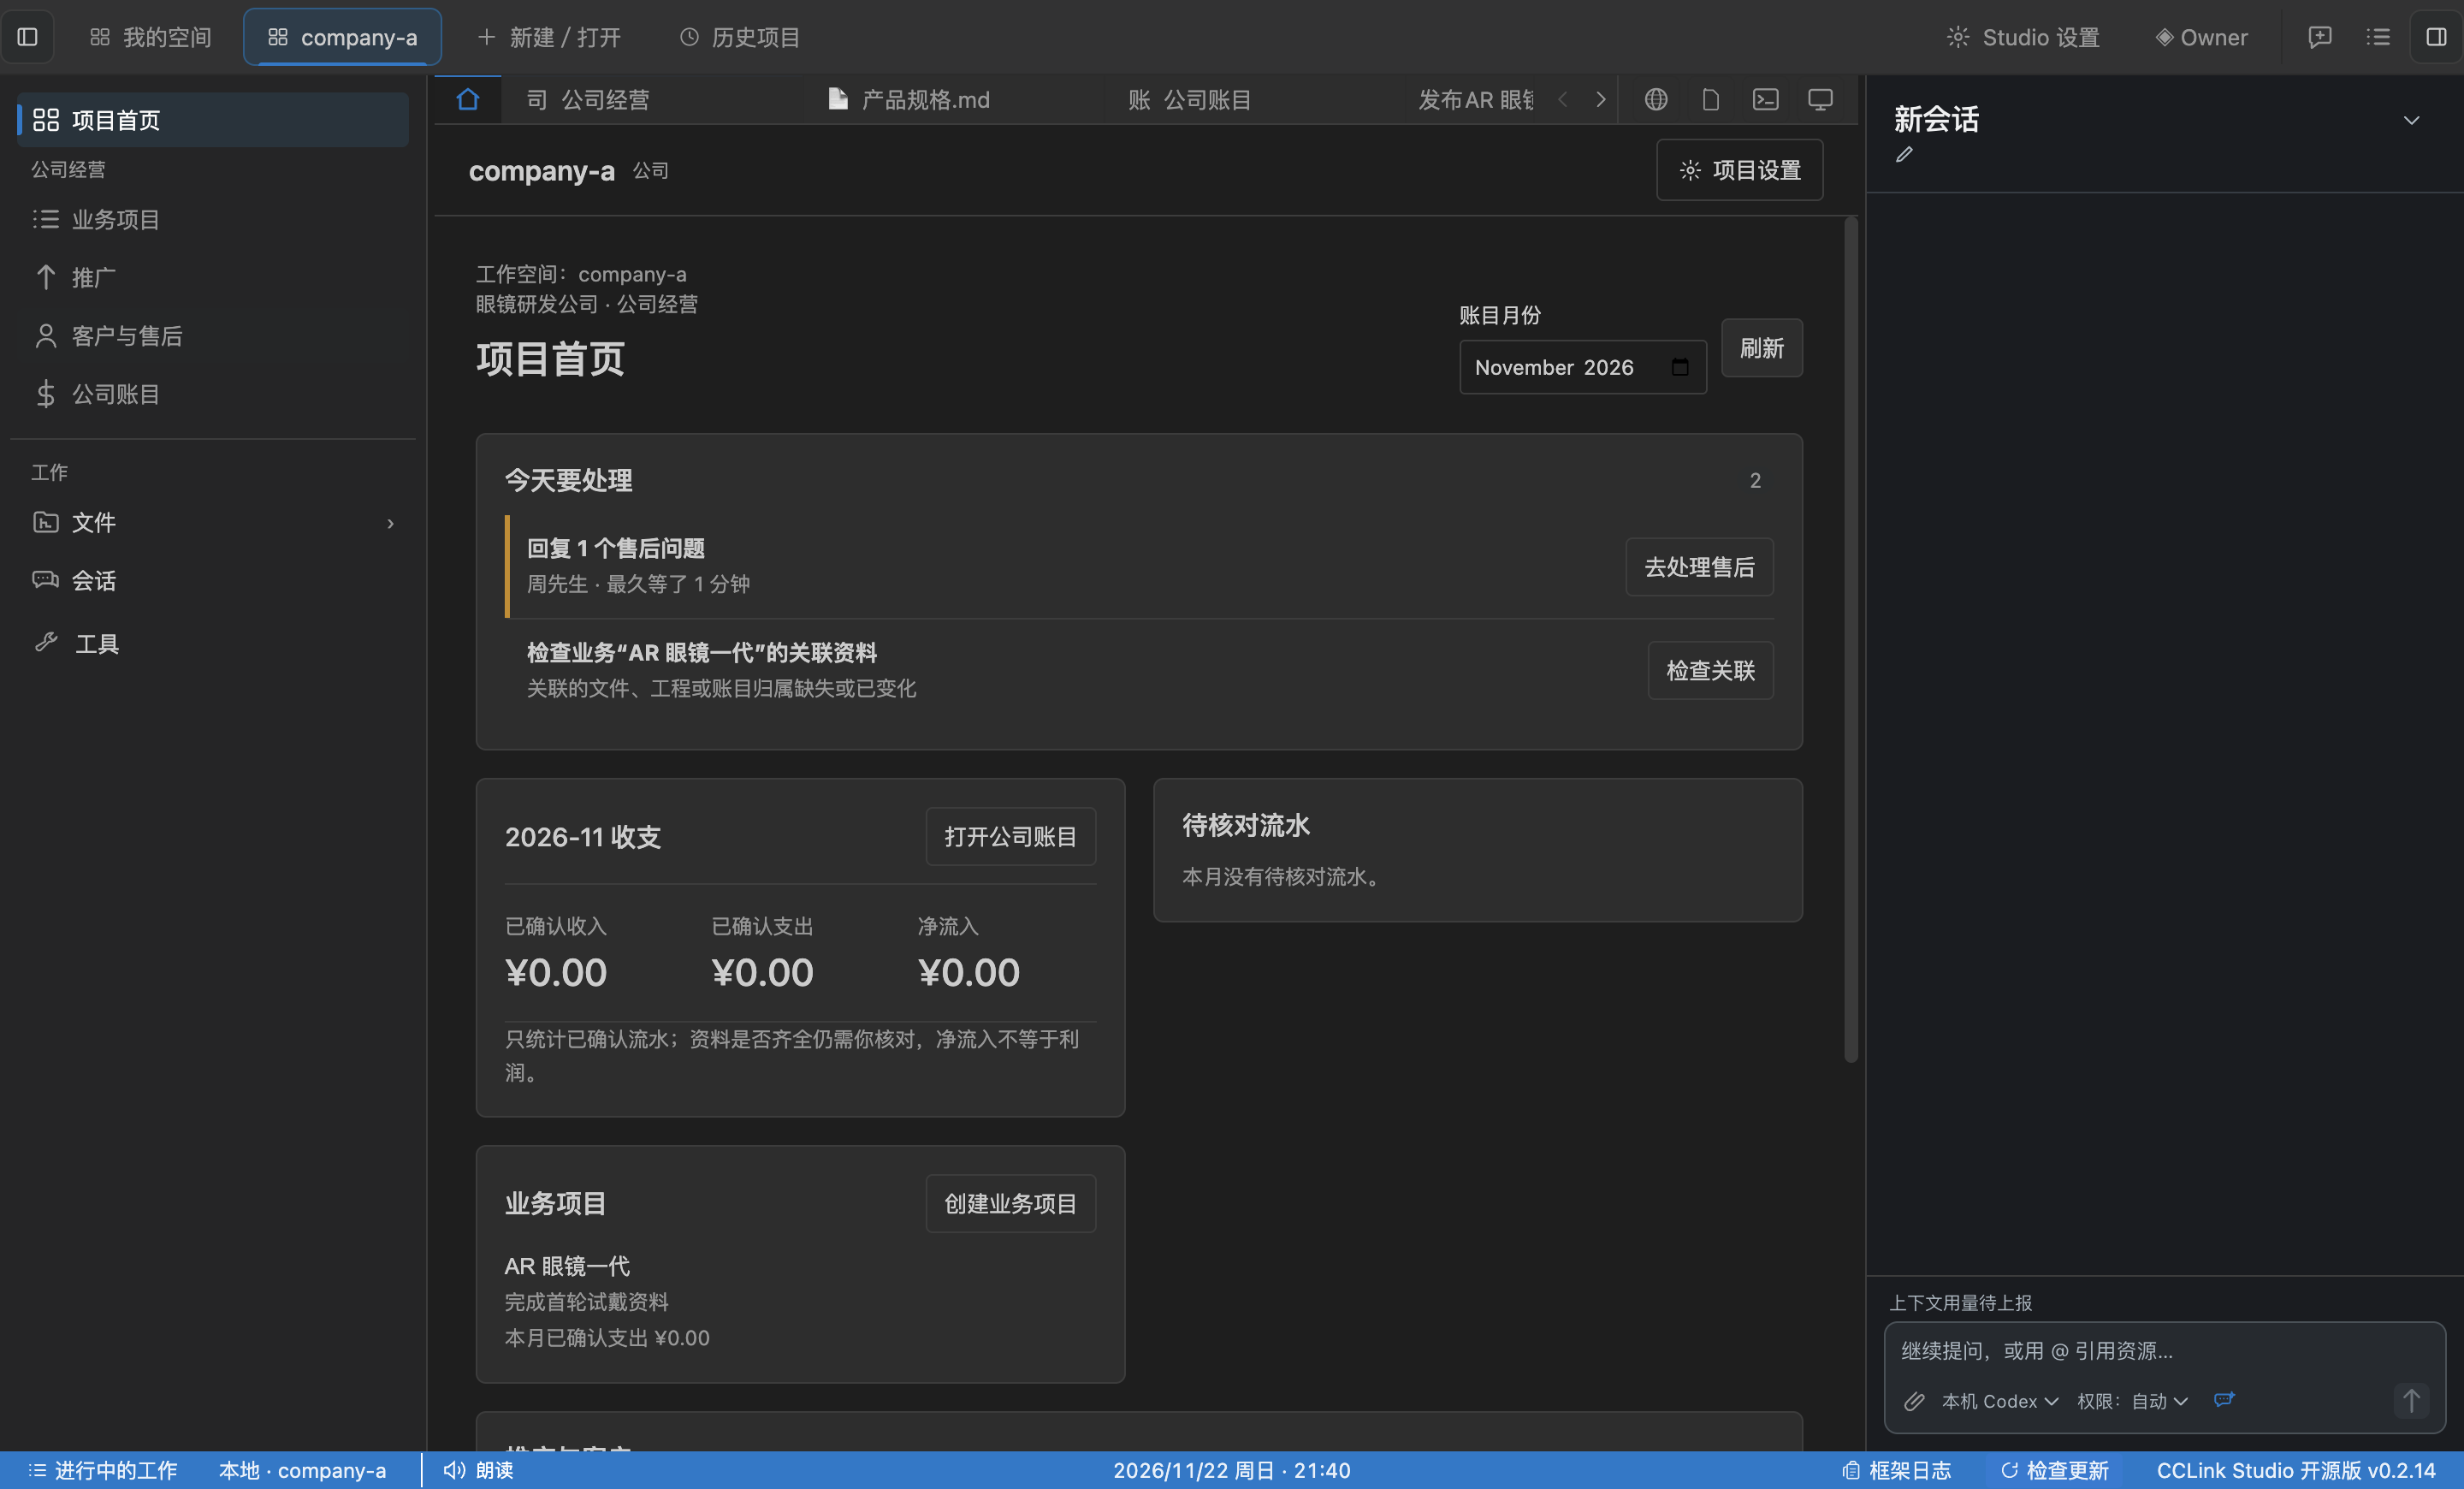 我的空间
company-a
新建 / 打开
历史项目
Studio 设置
Owner
项目首页
公司经营
业务项目
推广
客户与售后
公司账目
工作
文件
会话
工具
司 公司经营
产品规格.md
账 公司账目
发布AR 眼
company-a 公司
项目设置
工作空间：company-a
眼镜研发公司 · 公司经营
项目首页
账目月份
November 2026
刷新
今天要处理
2
回复 1 个售后问题
周先生 · 最久等了 1 分钟
去处理售后
检查业务“AR 眼镜一代”的关联资料
关联的文件、工程或账目归属缺失或已变化
检查关联
2026-11 收支
打开公司账目
已确认收入
已确认支出
净流入
¥0.00
¥0.00
¥0.00
只统计已确认流水；资料是否齐全仍需你核对，净流入不等于利
润。
待核对流水
本月没有待核对流水。
业务项目
创建业务项目
AR 眼镜一代
完成首轮试戴资料
本月已确认支出 ¥0.00
新会话
上下文用量待上报
继续提问，或用 @ 引用资源...
本机 Codex
权限：自动
进行中的工作
本地 · company-a
朗读
2026/11/22 周日 · 21:40
框架日志
检查更新
CCLink Studio 开源版 v0.2.14